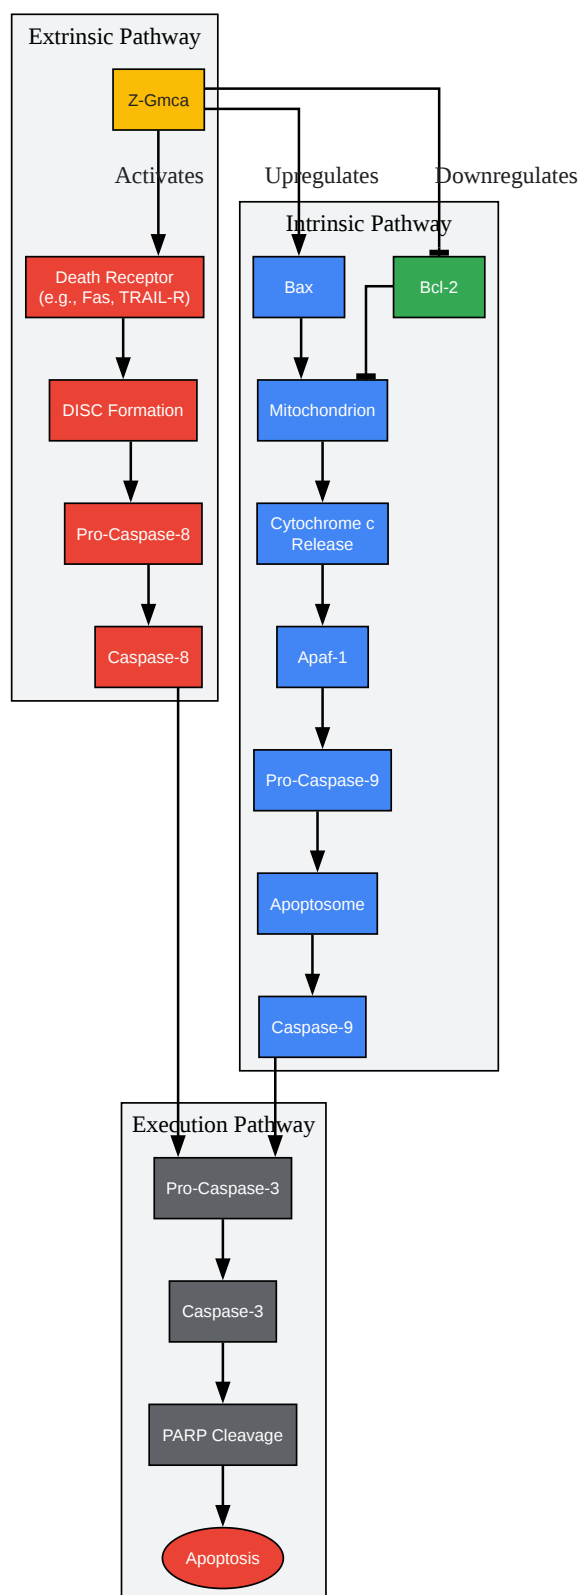 Extrinsic Pathway
Z-Gmca
Activates
Upregulates
Downregulates
Intrinsic Pathway
Death Receptor
(e.g., Fas, TRAIL-R)
Bax
Bcl-2
DISC Formation
Mitochondrion
Pro-Caspase-8
Cytochrome c
Release
Caspase-8
Apaf-1
Pro-Caspase-9
Apoptosome
Caspase-9
Execution Pathway
Pro-Caspase-3
Caspase-3
PARP Cleavage
Apoptosis